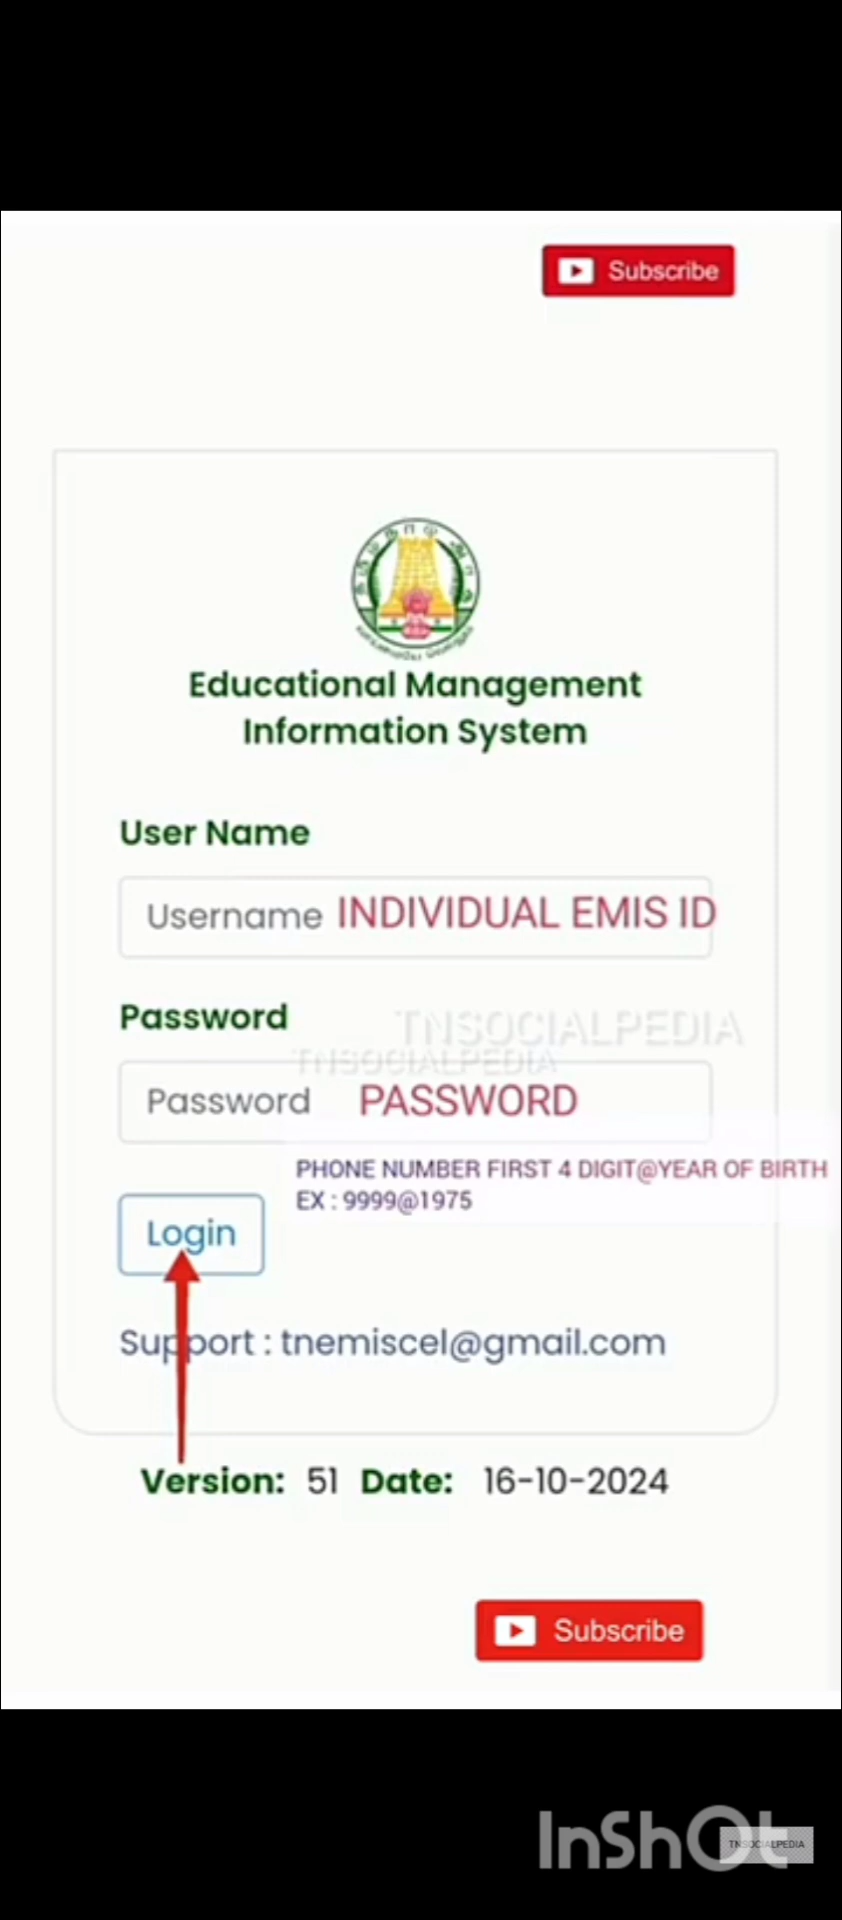 Subscribe
Educational Management
Information System
User Name
Username INDIVIDUAL EMIS ID
Password
TNSOCIALPEDIA
TNSOCIALPEDIA
Password PASSWORD
PHONE NUMBER FIRST 4 DIGIT@YEAR OF BIRTH
EX : 9999@1975
Login
Support : tnemiscel@gmail.com
Version: 51 Date: 16-10-2024
Subscribe
InShOt
TNSOCIALPEDIA